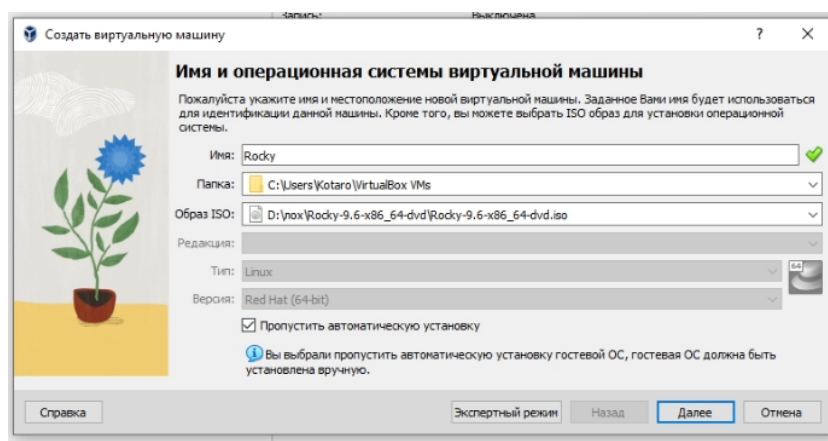 Запись: Выключена
Создать виртуальную машину ?
Имя и операционная системы виртуальной машины
Пожалуйста укажите имя и местоположение новой виртуальной машины. Заданное Вами имя будет использоваться
для идентификации данной машины. Кроме того, вы можете выбрать ISO образ для установки операционной
системы.
Имя: Rocky
Папка: C:\Users\Kotaro\VirtualBox VMs
Образ ISO: D:\лох\Rocky-9.6-x86_64-dvd\Rocky-9.6-x86_64-dvd.iso
Редакция:
Тип: Linux
64
Версия: Red Hat (64-bit)
Пропустить автоматическую установку
Вы выбрали пропустить автоматическую установку гостевой ОС, гостевая ОС должна быть
установлена вручную.
Справка Экспертный режим Назад Далее Отмена